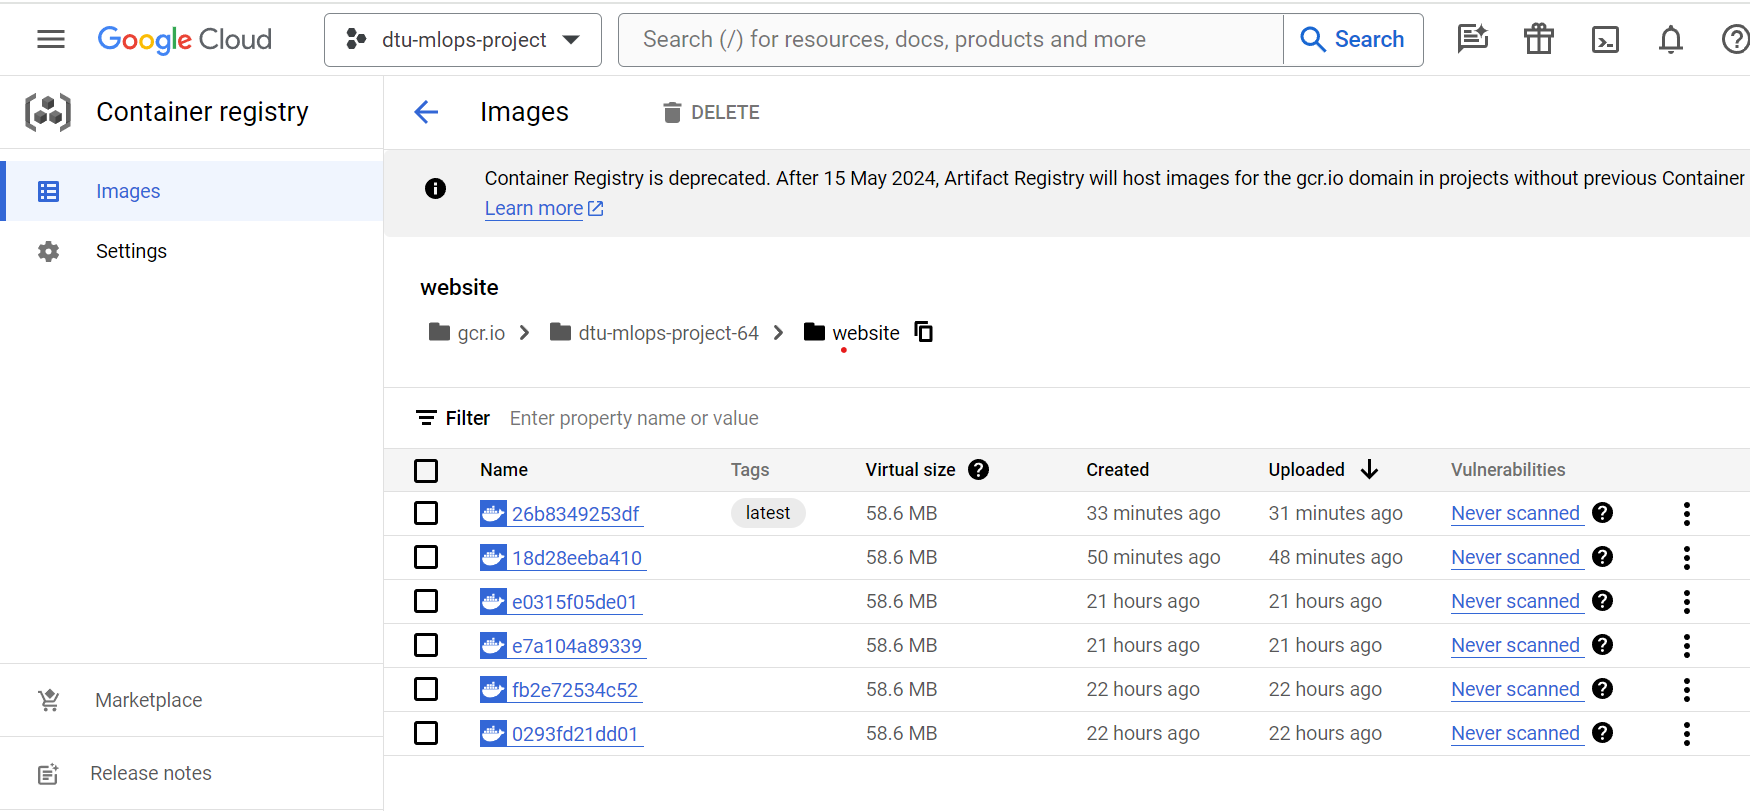 Google Cloud
dtu-mlops-project
Search (/) for resources, docs, products and more
Search
Container registry
Images
DELETE
Images
Settings
Container Registry is deprecated. After 15 May 2024, Artifact Registry will host images for the gcr.io domain in projects without previous Container
Learn more
website
gcr.io
dtu-mlops-project-64
website
Filter Enter property name or value
Name Tags Virtual size Created Uploaded Vulnerabilities
26b8349253df latest 58.6 MB 33 minutes ago 31 minutes ago Never scanned
18d28eeba410 58.6 MB 50 minutes ago 48 minutes ago Never scanned
e0315f05de01 58.6 MB 21 hours ago 21 hours ago Never scanned
e7a104a89339 58.6 MB 21 hours ago 21 hours ago Never scanned
fb2e72534c52 58.6 MB 22 hours ago 22 hours ago Never scanned
0293fd21dd01 58.6 MB 22 hours ago 22 hours ago Never scanned
Marketplace
Release notes